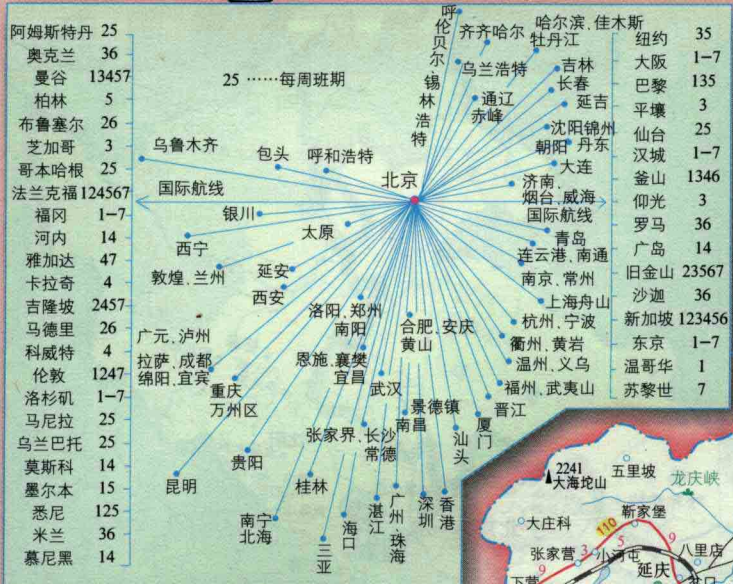 阿姆斯特丹 25
奥克兰 36
曼谷 13457
柏林 5
布鲁塞尔 26
芝加哥 3
哥本哈根 25
法兰克福 124567
福冈 1-7
河内 14
雅加达 47
卡拉奇 4
吉隆坡 2457
马德里 26
科威特 4
伦敦 1247
洛杉矶 1-7
马尼拉 25
乌兰巴托 25
莫斯科 14
墨尔本 15
悉尼 125
米兰 36
慕尼黑 14
25 ……每周班期
呼伦贝尔、锡林浩特
齐齐哈尔
哈尔滨、佳木斯
牡丹江
乌兰浩特
吉林
长春
通辽
赤峰
延吉
沈阳锦州
朝阳
丹东
大连
乌鲁木齐
包头
呼和浩特
北京
济南、
烟台、威海
国际航线
国际航线
银川
太原
青岛
西宁
连云港、南通
敦煌、兰州
延安
西安
南京、常州
上海舟山
洛阳、郑州
南阳
合肥、安庆
黄山
杭州、宁波
衢州、黄岩
广元、泸州
拉萨、成都
绵阳、宜宾
恩施、襄樊
宜昌
温州、义乌
重庆
万州区
武汉
福州、武夷山
景德镇
南昌
晋江
厦门
汕头
张家界、长沙
常德
贵阳
昆明
桂林
南宁
北海
三亚
海口
湛江
广州、珠海
深圳
香港
纽约 35
大阪 1-7
巴黎 135
平壤 3
仙台 25
汉城 1-7
釜山 1346
仰光 3
罗马 36
广岛 14
旧金山 23567
沙迦 36
新加坡 123456
东京 1-7
温哥华 1
苏黎世 7
2241
大海坨山
五里坡
龙庆峡
大庄科
110
靳家堡
9
张家营
3
小河屯
5
9
八里店
延庆
下营